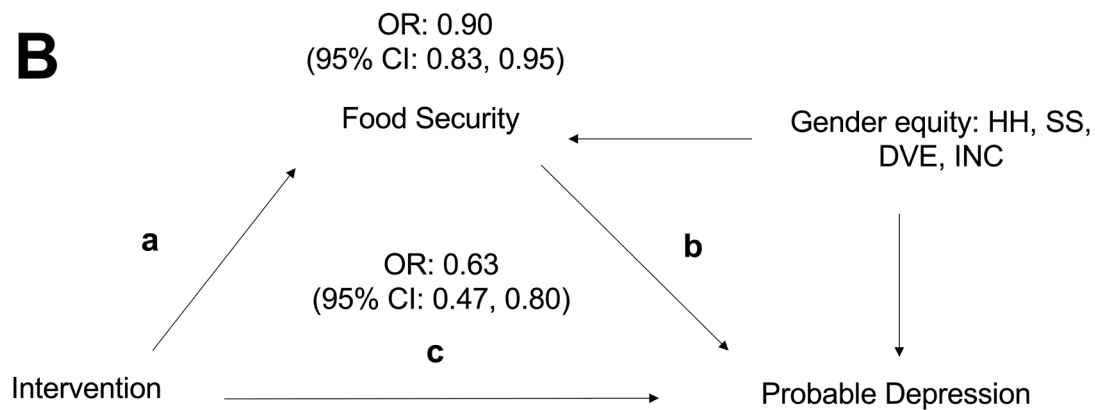 B
OR: 0.90
(95% CI: 0.83, 0.95)
Food Security
Gender equity: HH, SS,
DVE, INC
a
b
OR: 0.63
(95% CI: 0.47, 0.80)
c
Intervention
Probable Depression